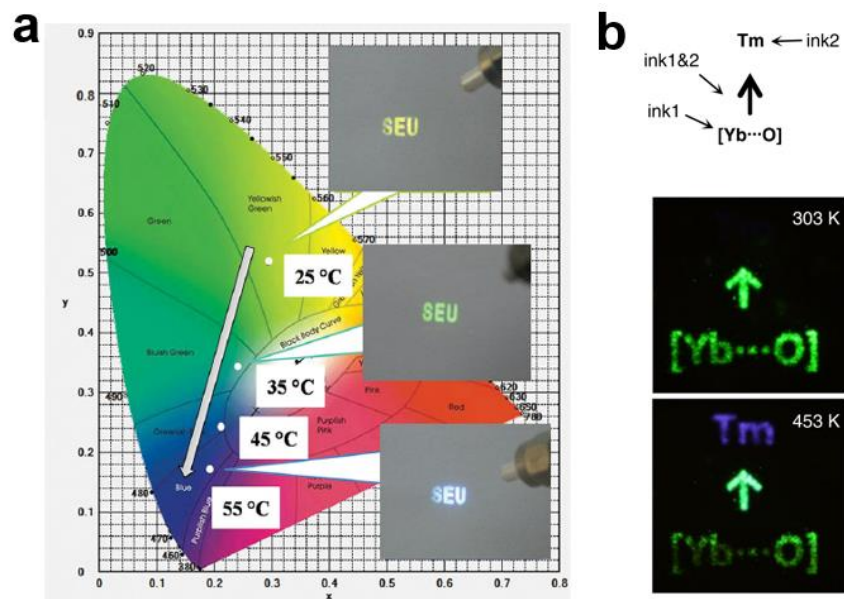 a
y
0.9
0.8
0.7
0.6
0.5
0.4
0.3
0.2
0.1
0
0 0.1 0.2 0.3 0.4 0.5 0.6 0.7 0.8
x
520
510
530
540
550
560
570
500
490
480
470
460
380
620
630
650
780
Green
Yellowish
Green
Yellow
Black Body Curve
Bluish Green
Pink
Red
Purplish
Pink
Purple
Blue
Purplish Blue
25 °C
35 °C
45 °C
55 °C
SEU
SEU
SEU
b
Tm
ink2
ink1&2
ink1
[Yb···O]
303 K
[Yb···O]
453 K
Tm
[Yb···O]